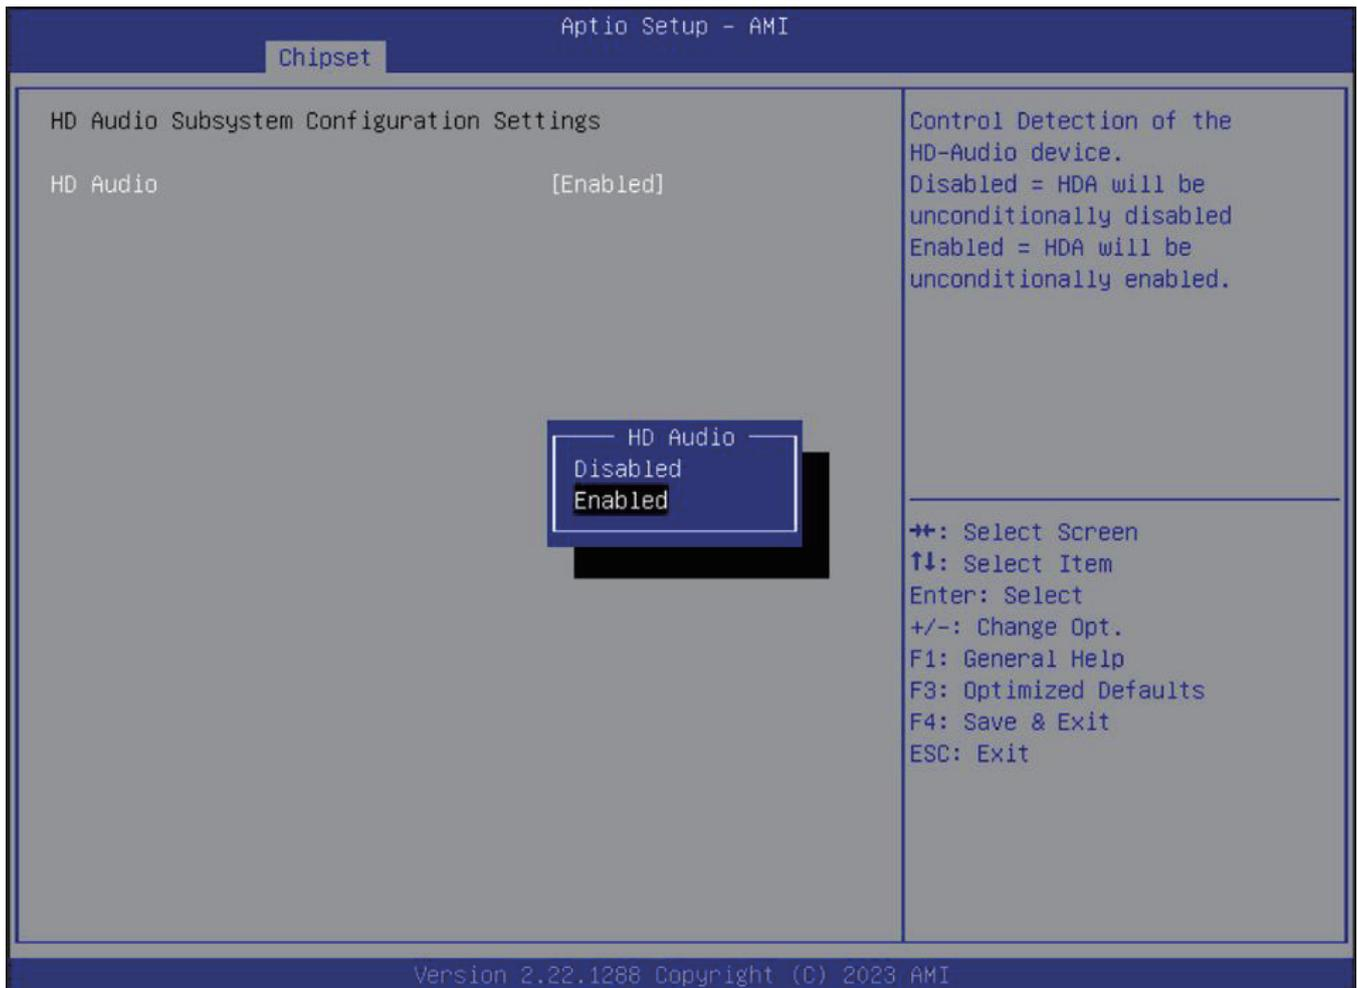 Aptio Setup – AMI
Chipset
HD Audio Subsystem Configuration Settings
HD Audio [Enabled]
Control Detection of the
HD-Audio device.
Disabled = HDA will be
unconditionally disabled
Enabled = HDA will be
unconditionally enabled.
HD Audio
Disabled
Enabled
→←: Select Screen
↑↓: Select Item
Enter: Select
+/-: Change Opt.
F1: General Help
F3: Optimized Defaults
F4: Save & Exit
ESC: Exit
Version 2.22.1288 Copyright (C) 2023 AMI